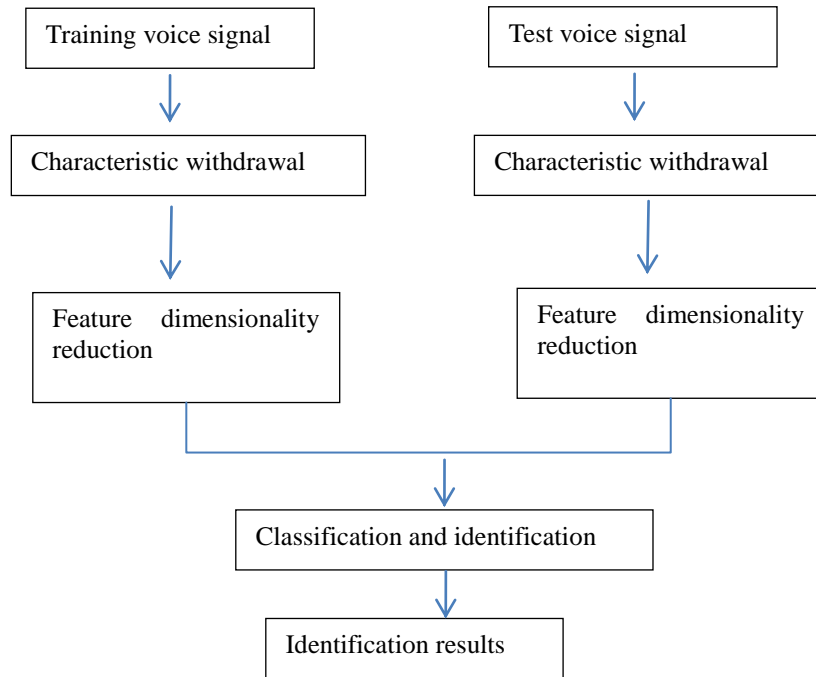 Training voice signal
Test voice signal
Characteristic withdrawal
Characteristic withdrawal
Feature dimensionality
reduction
Feature dimensionality
reduction
Classification and identification
Identification results